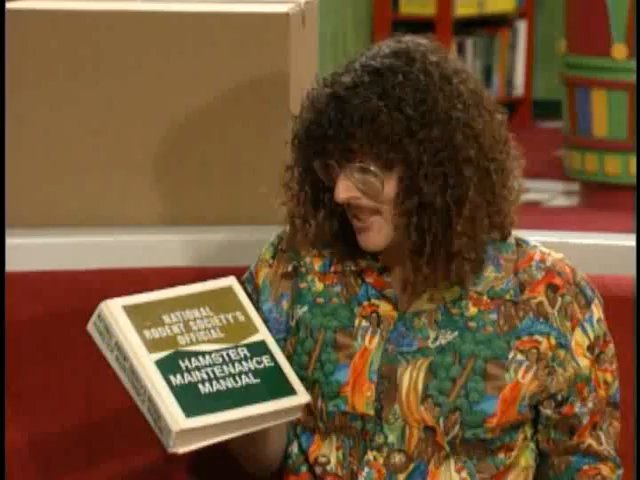 NATIONAL
RODENT SOCIETY'S
OFFICIAL
HAMSTER
MAINTENANCE
MANUAL